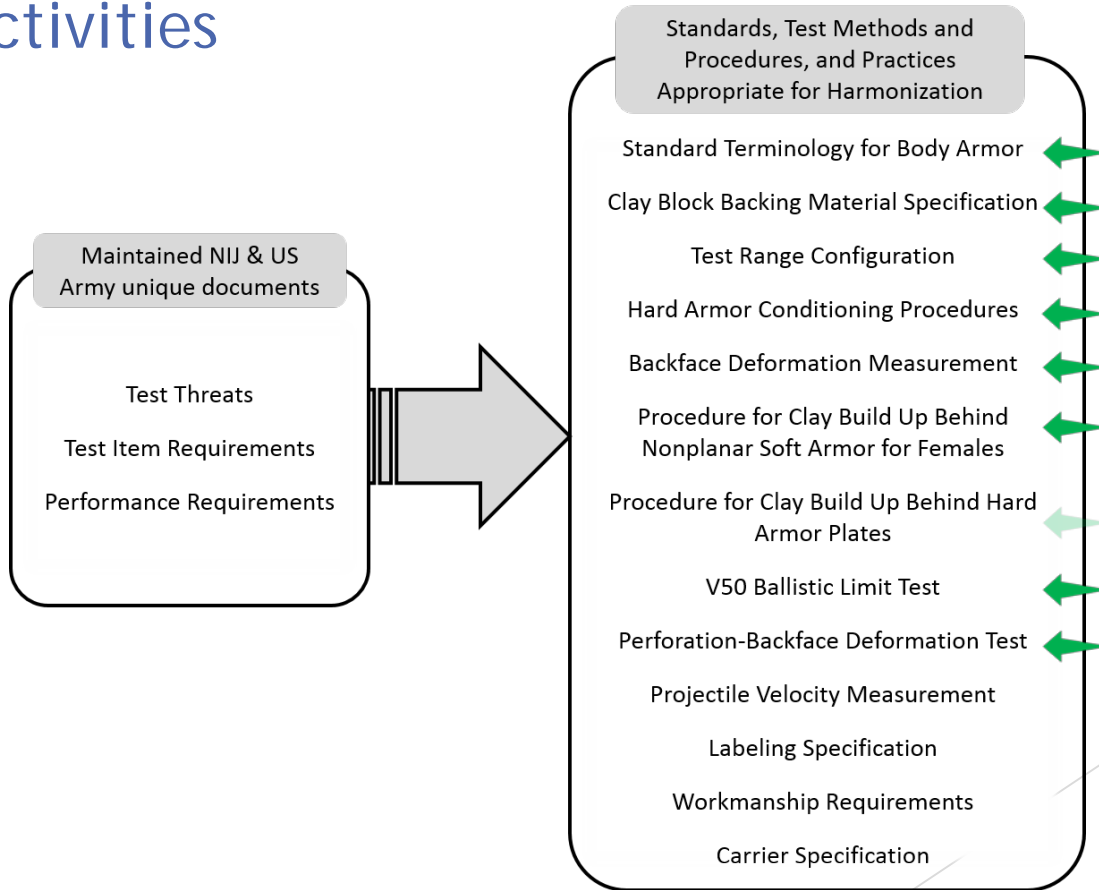 ctivities
Standards, Test Methods and
Procedures, and Practices
Appropriate for Harmonization
Standard Terminology for Body Armor
Clay Block Backing Material Specification
Test Range Configuration
Hard Armor Conditioning Procedures
Backface Deformation Measurement
Procedure for Clay Build Up Behind
Nonplanar Soft Armor for Females
Procedure for Clay Build Up Behind Hard
Armor Plates
V50 Ballistic Limit Test
Perforation-Backface Deformation Test
Projectile Velocity Measurement
Labeling Specification
Workmanship Requirements
Carrier Specification
Maintained NIJ & US
Army unique documents
Test Threats
Test Item Requirements
Performance Requirements